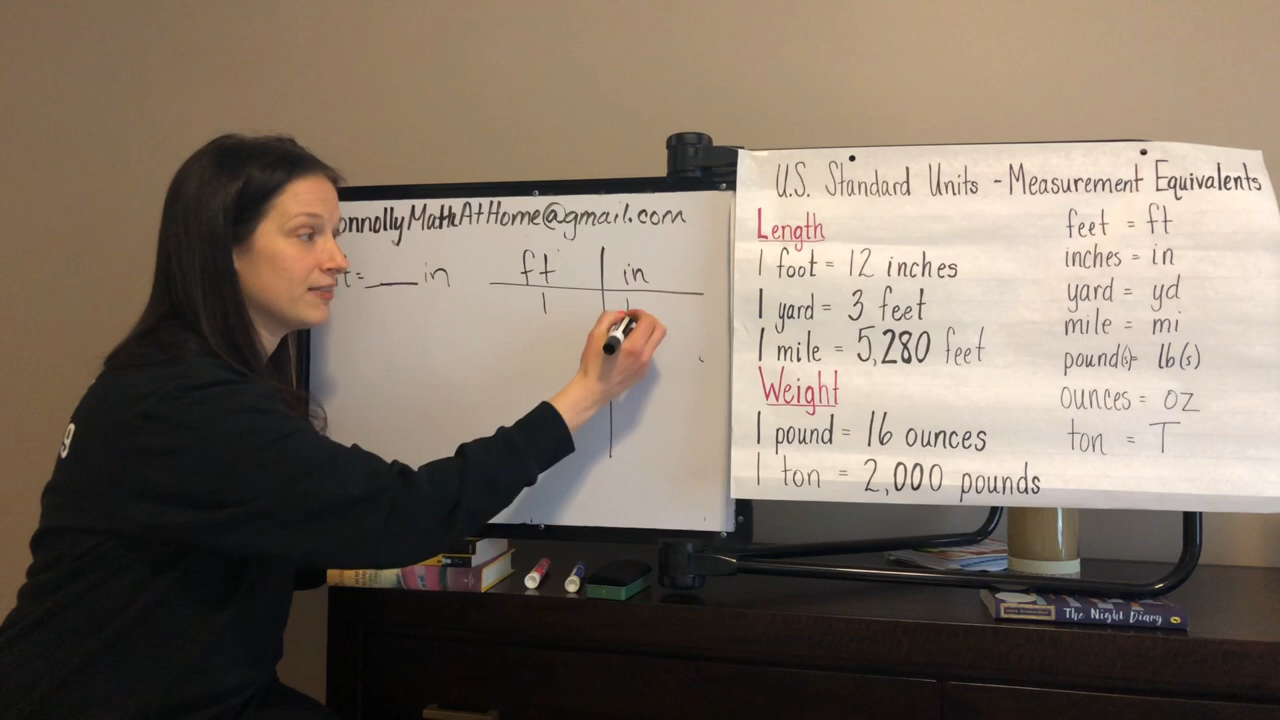 onnollyMathAtHome@gmail.com
t = ___ in
ft in
1 1
U.S. Standard Units - Measurement Equivalents
Length
1 foot = 12 inches
1 yard = 3 feet
1 mile = 5,280 feet
Weight
1 pound = 16 ounces
1 ton = 2,000 pounds
feet = ft
inches = in
yard = yd
mile = mi
pound(s) = lb(s)
ounces = oz
ton = T
9
The Night Diary